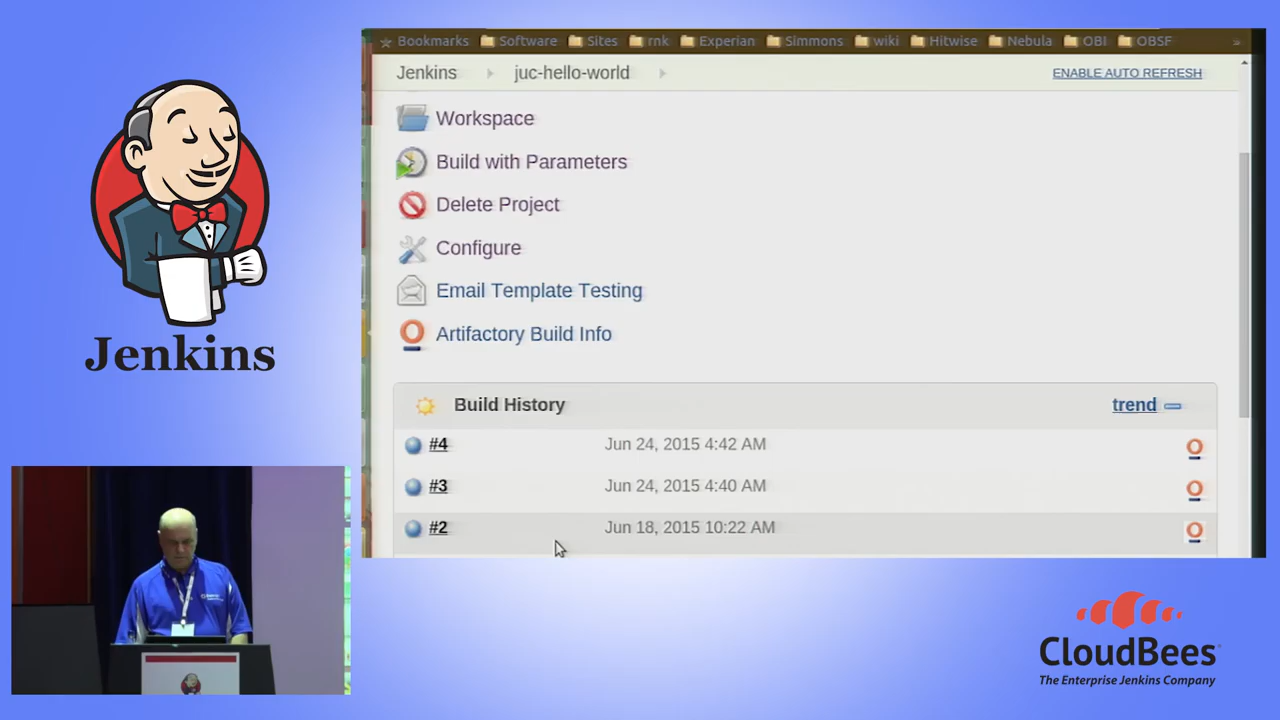 Bookmarks Software Sites rnk Experian Simmons wiki Hitwise Nebula OBI OBSF »
Jenkins juc-hello-world ENABLE AUTO REFRESH
Workspace
Build with Parameters
Delete Project
Configure
Email Template Testing
Artifactory Build Info
Build History trend
#4 Jun 24, 2015 4:42 AM
#3 Jun 24, 2015 4:40 AM
#2 Jun 18, 2015 10:22 AM
Jenkins
CloudBees
The Enterprise Jenkins Company